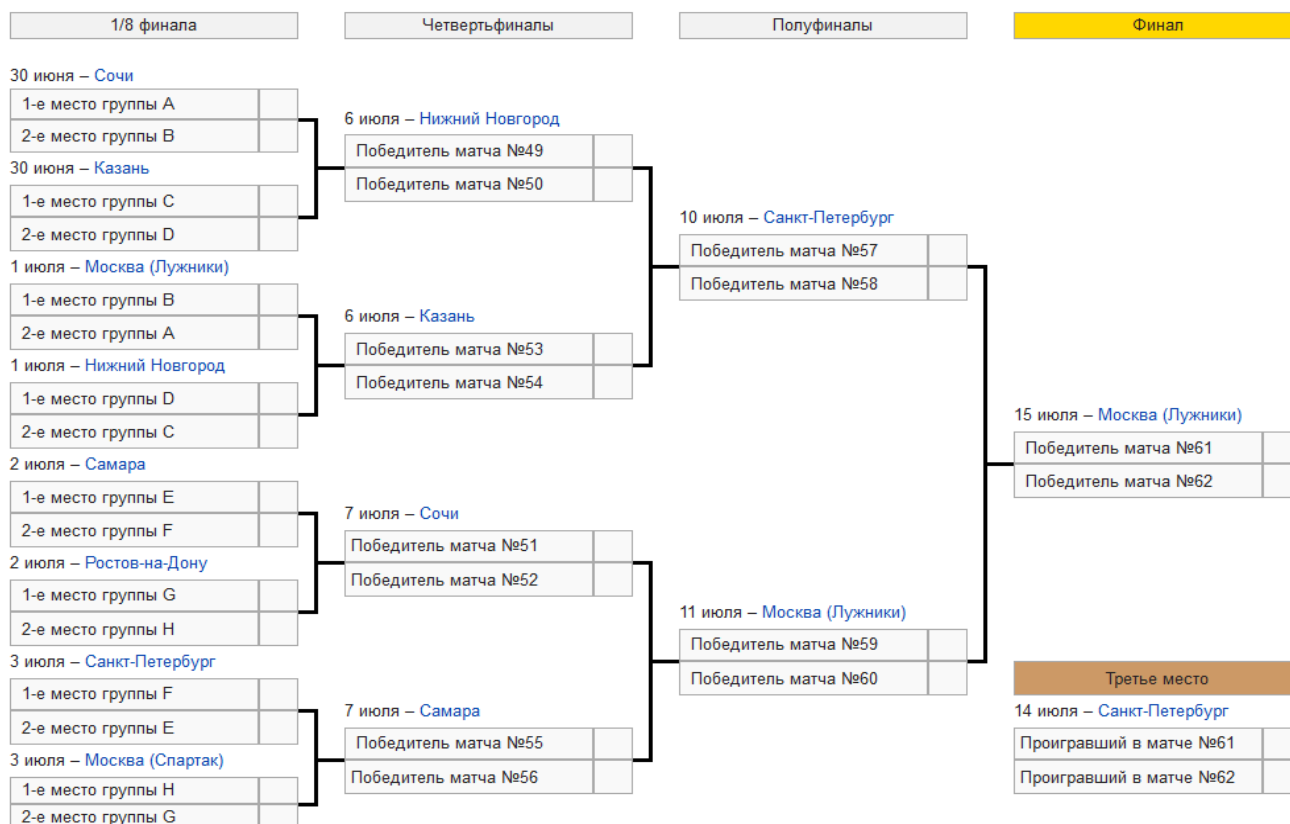 1/8 финала
Четвертьфиналы
Полуфиналы
Финал
30 июня – Сочи
1-е место группы A
2-е место группы B
30 июня – Казань
1-е место группы C
2-е место группы D
1 июля – Москва (Лужники)
1-е место группы B
2-е место группы A
1 июля – Нижний Новгород
1-е место группы D
2-е место группы C
2 июля – Самара
1-е место группы E
2-е место группы F
2 июля – Ростов-на-Дону
1-е место группы G
2-е место группы H
3 июля – Санкт-Петербург
1-е место группы F
2-е место группы E
3 июля – Москва (Спартак)
1-е место группы H
2-е место группы G
6 июля – Нижний Новгород
Победитель матча №49
Победитель матча №50
6 июля – Казань
Победитель матча №53
Победитель матча №54
7 июля – Сочи
Победитель матча №51
Победитель матча №52
7 июля – Самара
Победитель матча №55
Победитель матча №56
10 июля – Санкт-Петербург
Победитель матча №57
Победитель матча №58
11 июля – Москва (Лужники)
Победитель матча №59
Победитель матча №60
15 июля – Москва (Лужники)
Победитель матча №61
Победитель матча №62
Третье место
14 июля – Санкт-Петербург
Проигравший в матче №61
Проигравший в матче №62